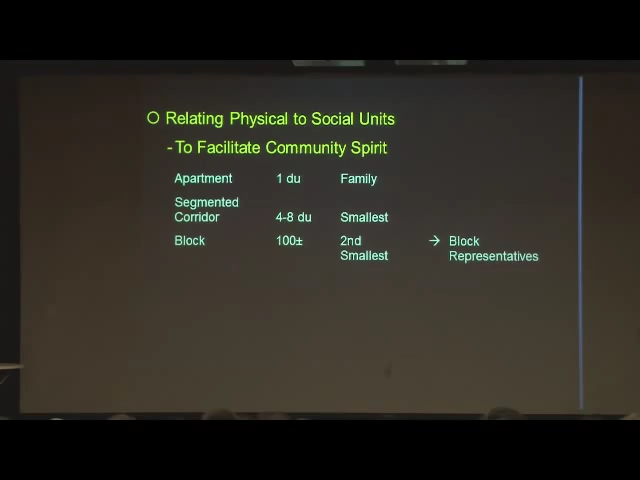 O Relating Physical to Social Units
- To Facilitate Community Spirit
Apartment 1 du Family
Segmented
Corridor 4-8 du Smallest
Block 100± 2nd → Block
Smallest Representatives